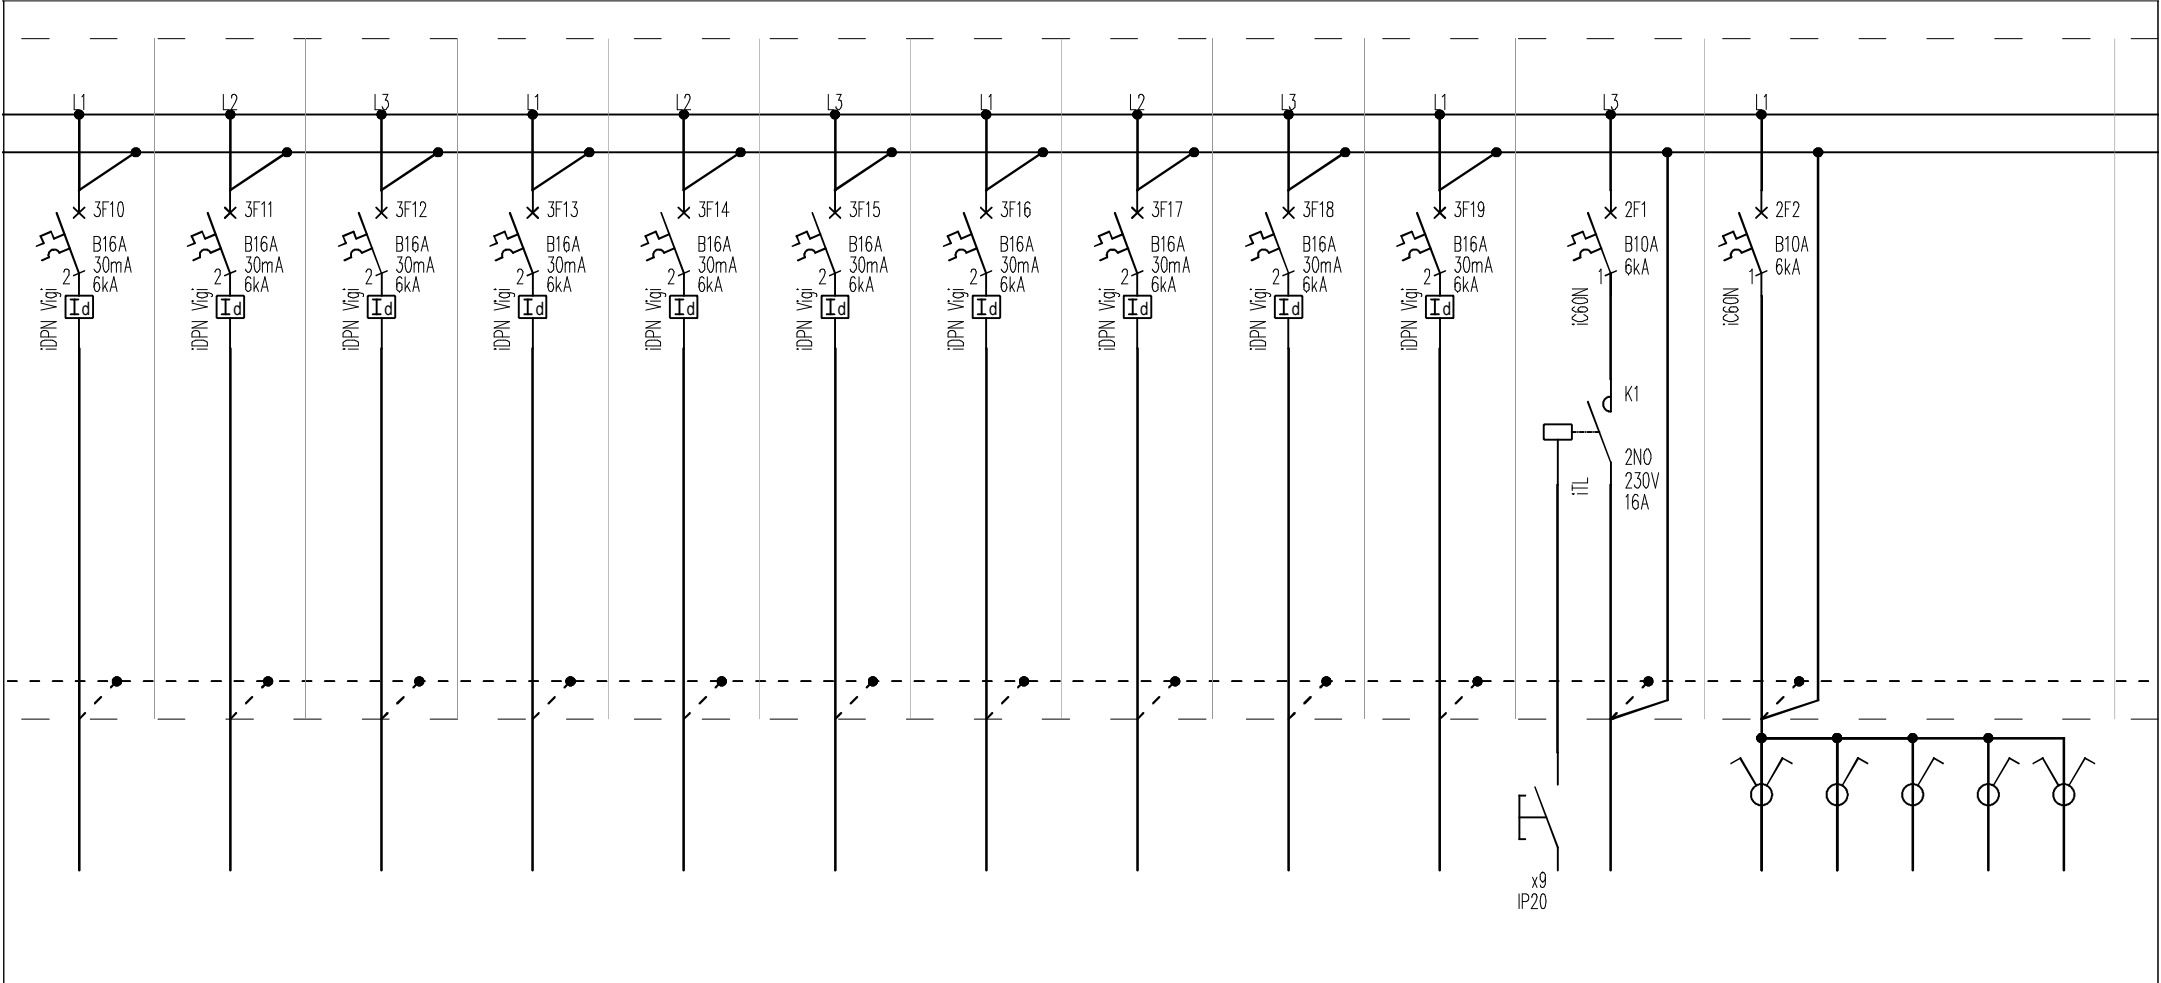 L1 L2 L3 L1 L2 L3 L1 L2 L3 L1 L3 L1
3F10 3F11 3F12 3F13 3F14 3F15 3F16 3F17 3F18 3F19 2F1 2F2
B16A B16A B16A B16A B16A B16A B16A B16A B16A B16A B10A B10A
30mA 30mA 30mA 30mA 30mA 30mA 30mA 30mA 30mA 30mA 6kA 6kA
2 6kA 2 6kA 2 6kA 2 6kA 2 6kA 2 6kA 2 6kA 2 6kA 2 6kA 2 6kA 1 1
Id Id Id Id Id Id Id Id Id Id
iDPN Vigi iDPN Vigi iDPN Vigi iDPN Vigi iDPN Vigi iDPN Vigi iDPN Vigi iDPN Vigi iDPN Vigi iDPN Vigi iC60N iC60N
K1
2NO
230V
16A
iTL
x9
IP20